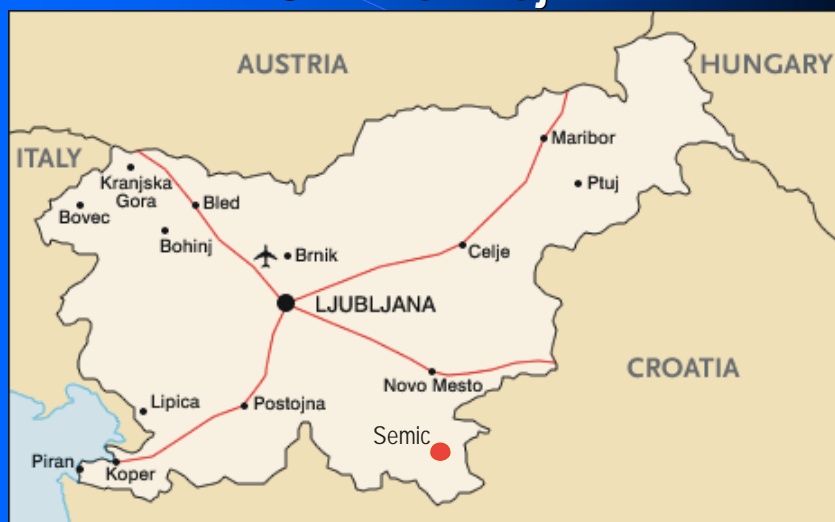 AUSTRIA
HUNGARY
ITALY
Maribor
Kranjska
Gora
Ptuj
Bled
Bovec
Bohinj
Brnik
Celje
LJUBLJANA
CROATIA
Novo Mesto
Lipica
Postojna
Semic
Piran
Koper